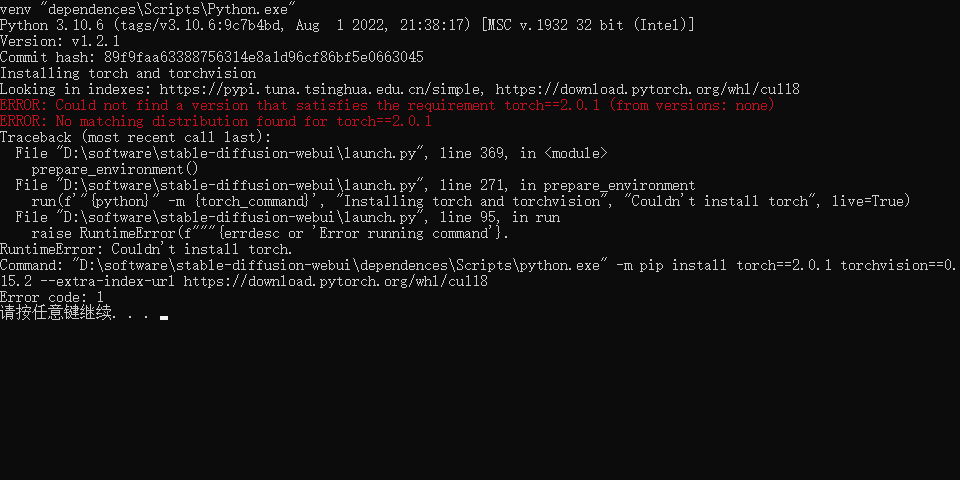 venv "dependences\Scripts\Python.exe"
Python 3.10.6 (tags/v3.10.6:9c7b4bd, Aug  1 2022, 21:38:17) [MSC v.1932 32 bit (Intel)]
Version: v1.2.1
Commit hash: 89f9faa63388756314e8a1d96cf86bf5e0663045
Installing torch and torchvision
Looking in indexes: https://pypi.tuna.tsinghua.edu.cn/simple, https://download.pytorch.org/whl/cu118
ERROR: Could not find a version that satisfies the requirement torch==2.0.1 (from versions: none)
ERROR: No matching distribution found for torch==2.0.1
Traceback (most recent call last):
  File "D:\software\stable-diffusion-webui\launch.py", line 369, in <module>
    prepare_environment()
  File "D:\software\stable-diffusion-webui\launch.py", line 271, in prepare_environment
    run(f'"{python}" -m {torch_command}', "Installing torch and torchvision", "Couldn't install torch", live=True)
  File "D:\software\stable-diffusion-webui\launch.py", line 95, in run
    raise RuntimeError(f"""{errdesc or 'Error running command'}.
RuntimeError: Couldn't install torch.
Command: "D:\software\stable-diffusion-webui\dependences\Scripts\python.exe" -m pip install torch==2.0.1 torchvision==0.
15.2 --extra-index-url https://download.pytorch.org/whl/cu118
Error code: 1
请按任意键继续. . .